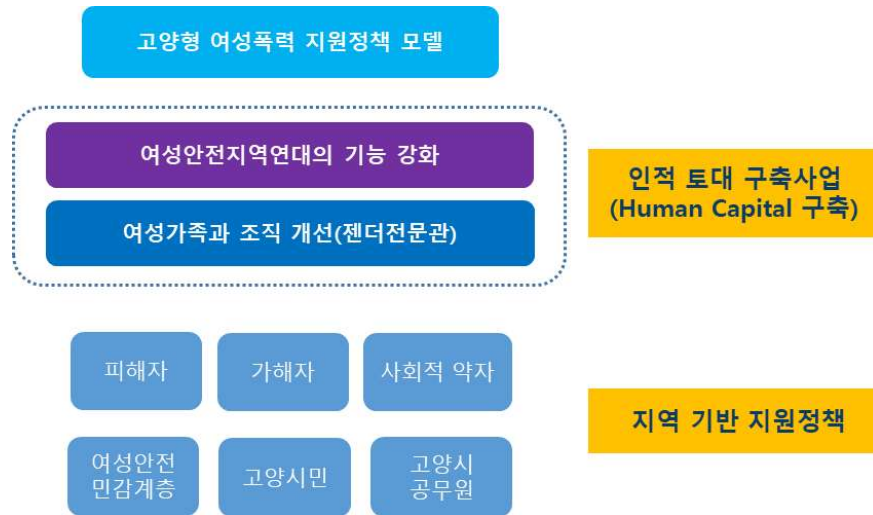 고양형 여성폭력 지원정책 모델
여성안전지역연대의 기능 강화
여성가족과 조직 개선(젠더전문관)
인적 토대 구축사업
(Human Capital 구축)
피해자
가해자
사회적 약자
여성안전
민감계층
고양시민
고양시
공무원
지역 기반 지원정책